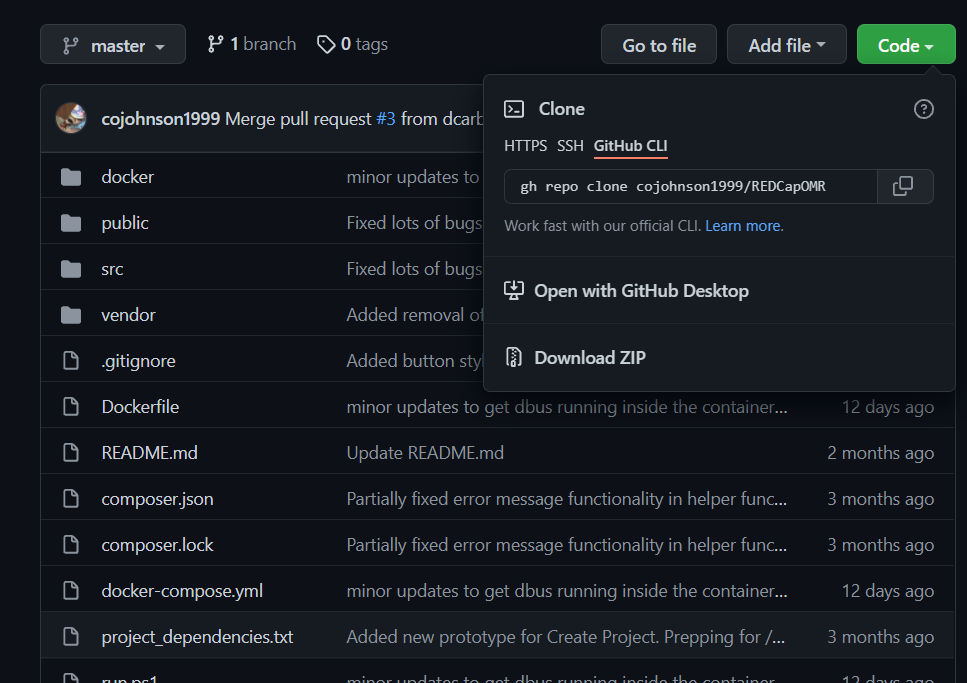 master 1 branch 0 tags Go to file Add file Code
cojohnson1999 Merge pull request #3 from dcarb
Clone
HTTPS SSH GitHub CLI
gh repo clone cojohnson1999/REDCapOMR
Work fast with our official CLI. Learn more.
Open with GitHub Desktop
Download ZIP
docker minor updates to
public Fixed lots of bugs
src Fixed lots of bugs
vendor Added removal of
.gitignore Added button sty
Dockerfile minor updates to get dbus running inside the container... 12 days ago
README.md Update README.md 2 months ago
composer.json Partially fixed error message functionality in helper func... 3 months ago
composer.lock Partially fixed error message functionality in helper func... 3 months ago
docker-compose.yml minor updates to get dbus running inside the container... 12 days ago
project_dependencies.txt Added new prototype for Create Project. Prepping for /... 3 months ago
run.ps1 minor updates to get dbus running inside the container... 12 days ago